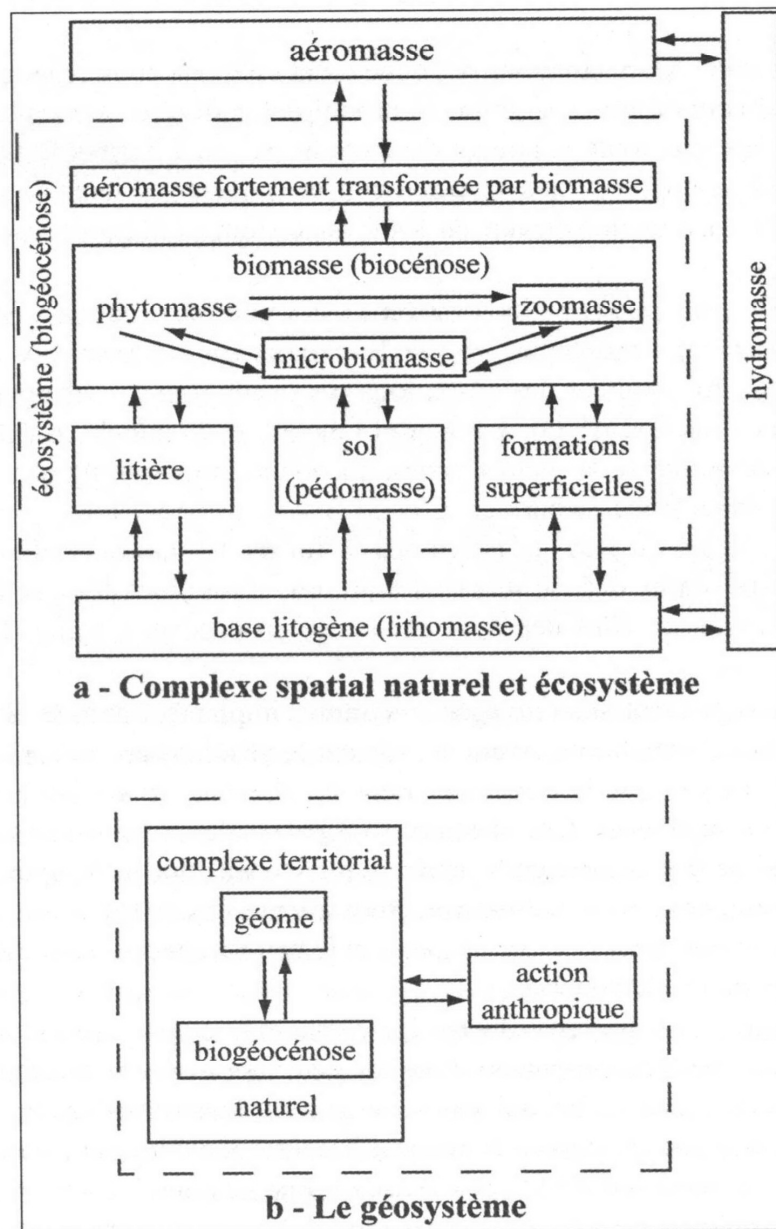 aéromasse
aéromasse fortement transformée par biomasse
écosystème (biogéocénose)
biomasse (biocénose)
phytomasse
zoomasse
microbiomasse
hydromasse
litière
sol
(pédomasse)
formations
superficielles
base litogène (lithomasse)
a - Complexe spatial naturel et écosystème
complexe territorial
géome
biogéocénose
naturel
action
anthropique
b - Le géosystème